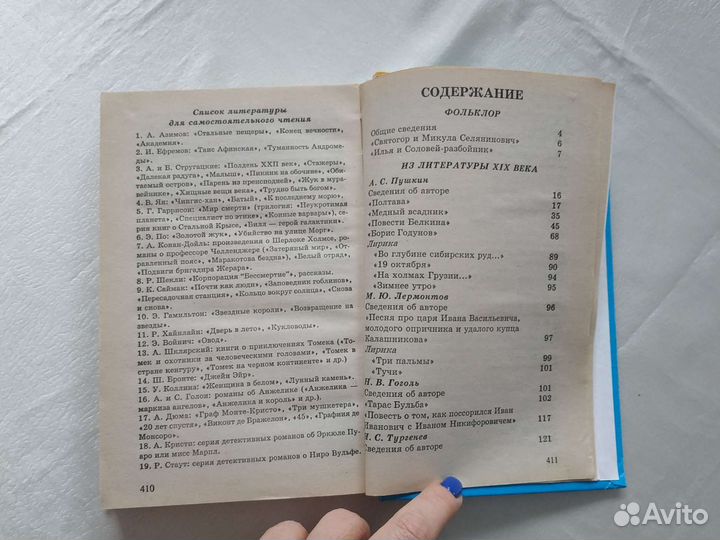 Список литературы
для самостоятельного чтения
1. А. Азимов: «Стальные пещеры», «Конец вечности»,
«Академия».
2. И. Ефремов: «Таис Афинская», «Туманность Андроме-
ды».
3. А. и Б. Стругацкие: «Полдень XXII век», «Стажеры»,
«Далекая радуга», «Малыш», «Пикник на обочине», «Оби-
таемый остров», «Парень из преисподней», «Жук в мура-
вейнике», «Хищные вещи века», «Трудно быть богом».
4. В. Ян: «Чингис-хан», «Батый», «К последнему морю».
5. Г. Гаррисон: «Мир смерти» (трилогия: «Неукротимая
планета», «Специалист по этике», «Конные варвары»), се-
рия книг о Стальной Крысе, «Билл — герой галактики».
6. Э. По: «Золотой жук», «Убийство на улице Морг».
7. А. Конан-Дойль: произведения о Шерлоке Холмсе, рома-
ны о профессоре Челленджере («Затерянный мир», «От-
равленный пояс»), «Маракотова бездна»), «Белый отряд»,
«Подвиги бригадира Жерара».
8. Р. Шекли: «Корпорация "Бессмертие"», рассказы.
9. К. Саймак: «Почти как люди», «Заповедник гоблинов»,
«Пересадочная станция», «Кольцо вокруг солнца», «Снова
и снова».
10. Э. Гамильтон: «Звездные короли», «Возвращение на
звезды».
11. Р. Хайнлайн: «Дверь в лето», «Кукловоды».
12. Э. Войнич: «Овод».
13. А. Шклярский: книги о приключениях Томека («То-
мек и охотники за человеческими головами», «Томек в
стране кенгуру», «Томек на черном континенте» и др.)
14. Ш. Бронте: «Джейн Эйр».
15. У. Коллинз: «Женщина в белом», «Лунный камень».
16. А. и С. Голон: романы об Анжелике («Анжелика —
маркиза ангелов», «Анжелика и король» и др.)
17. А. Дюма: «Граф Монте-Кристо», «Три мушкетера»,
«20 лет спустя», «Виконт де Бражелон», «45», «Графиня де
Монсоро».
18. А. Кристи: серия детективных романов об Эркюле Пу-
аро или миссе Марпл.
19. Р. Стаут: серия детективных романов о Ниро Вульфе.
410
СОДЕРЖАНИЕ
ФОЛЬКЛОР
Общие сведения 4
«Святогор и Микула Селянинович» 6
«Илья и Соловей-разбойник» 7
ИЗ ЛИТЕРАТУРЫ XIX ВЕКА
А. С. Пушкин
Сведения об авторе 16
«Полтава» 17
«Медный всадник» 35
«Повести Белкина» 45
«Борис Годунов» 68
Лирика
«Во глубине сибирских руд...» 89
«19 октября» 90
«На холмах Грузии...» 94
«Зимнее утро» 95
М. Ю. Лермонтов
Сведения об авторе 96
«Песня про царя Ивана Васильевича,
молодого опричника и удалого купца
Калашникова» 97
Лирика
«Три пальмы» 99
«Тучи» 101
Н. В. Гоголь
Сведения об авторе 101
«Тарас Бульба» 102
«Повесть о том, как поссорился Иван
Иванович с Иваном Никифоровичем» 117
И. С. Тургенев
Сведения об авторе 121
411
Avito